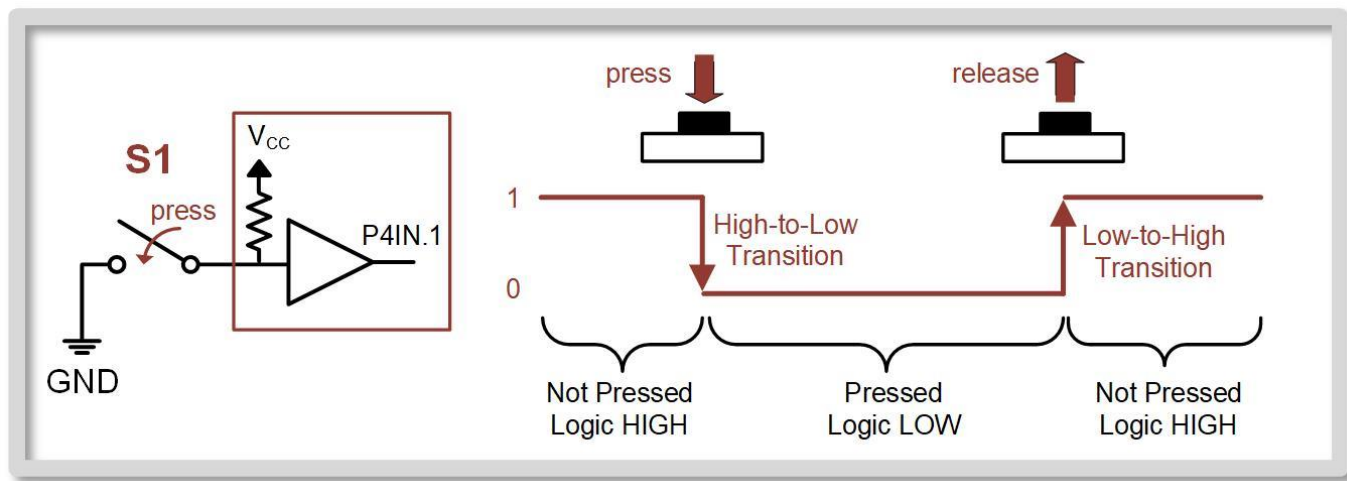 V_CC
S1
press
P4IN.1
GND
press
release
1
0
High-to-Low
Transition
Low-to-High
Transition
Not Pressed
Logic HIGH
Pressed
Logic LOW
Not Pressed
Logic HIGH